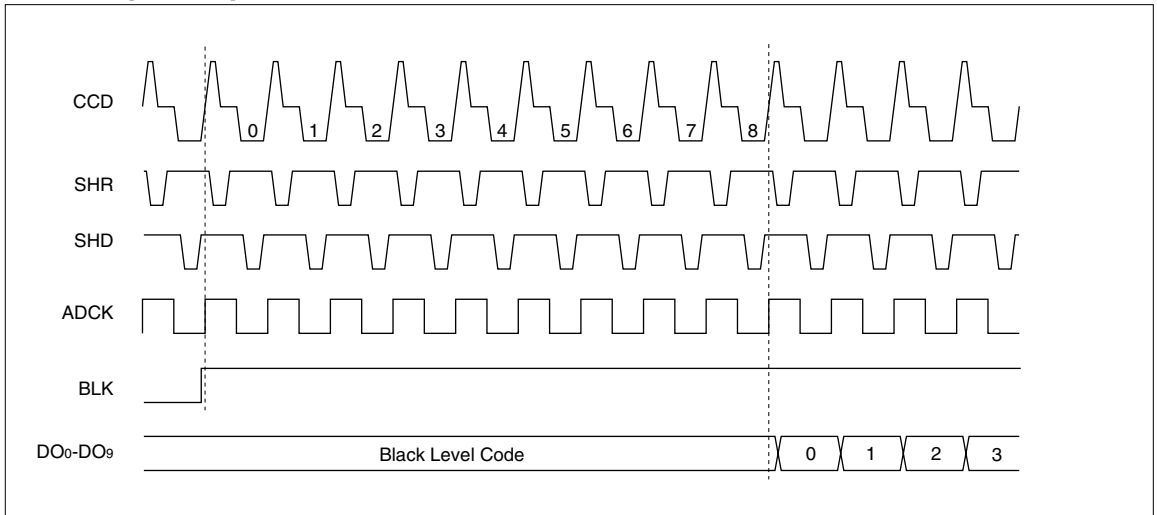 CCD
0 1 2 3 4 5 6 7 8
SHR
SHD
ADCK
BLK
DO0-DO9 Black Level Code 0 1 2 3